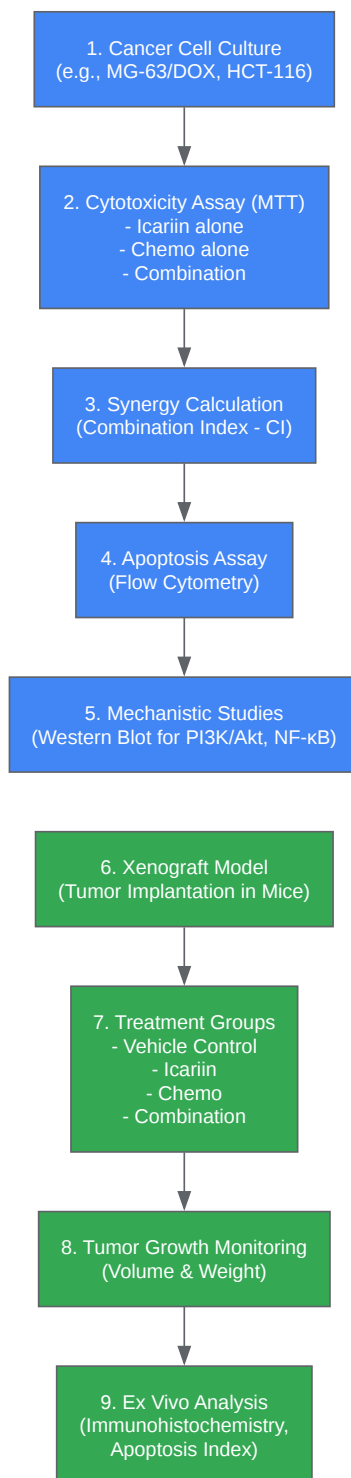 1. Cancer Cell Culture
(e.g., MG-63/DOX, HCT-116)
2. Cytotoxicity Assay (MTT)
- Icariin alone
- Chemo alone
- Combination
3. Synergy Calculation
(Combination Index - CI)
4. Apoptosis Assay
(Flow Cytometry)
5. Mechanistic Studies
(Western Blot for PI3K/Akt, NF-κB)
6. Xenograft Model
(Tumor Implantation in Mice)
7. Treatment Groups
- Vehicle Control
- Icariin
- Chemo
- Combination
8. Tumor Growth Monitoring
(Volume & Weight)
9. Ex Vivo Analysis
(Immunohistochemistry,
Apoptosis Index)